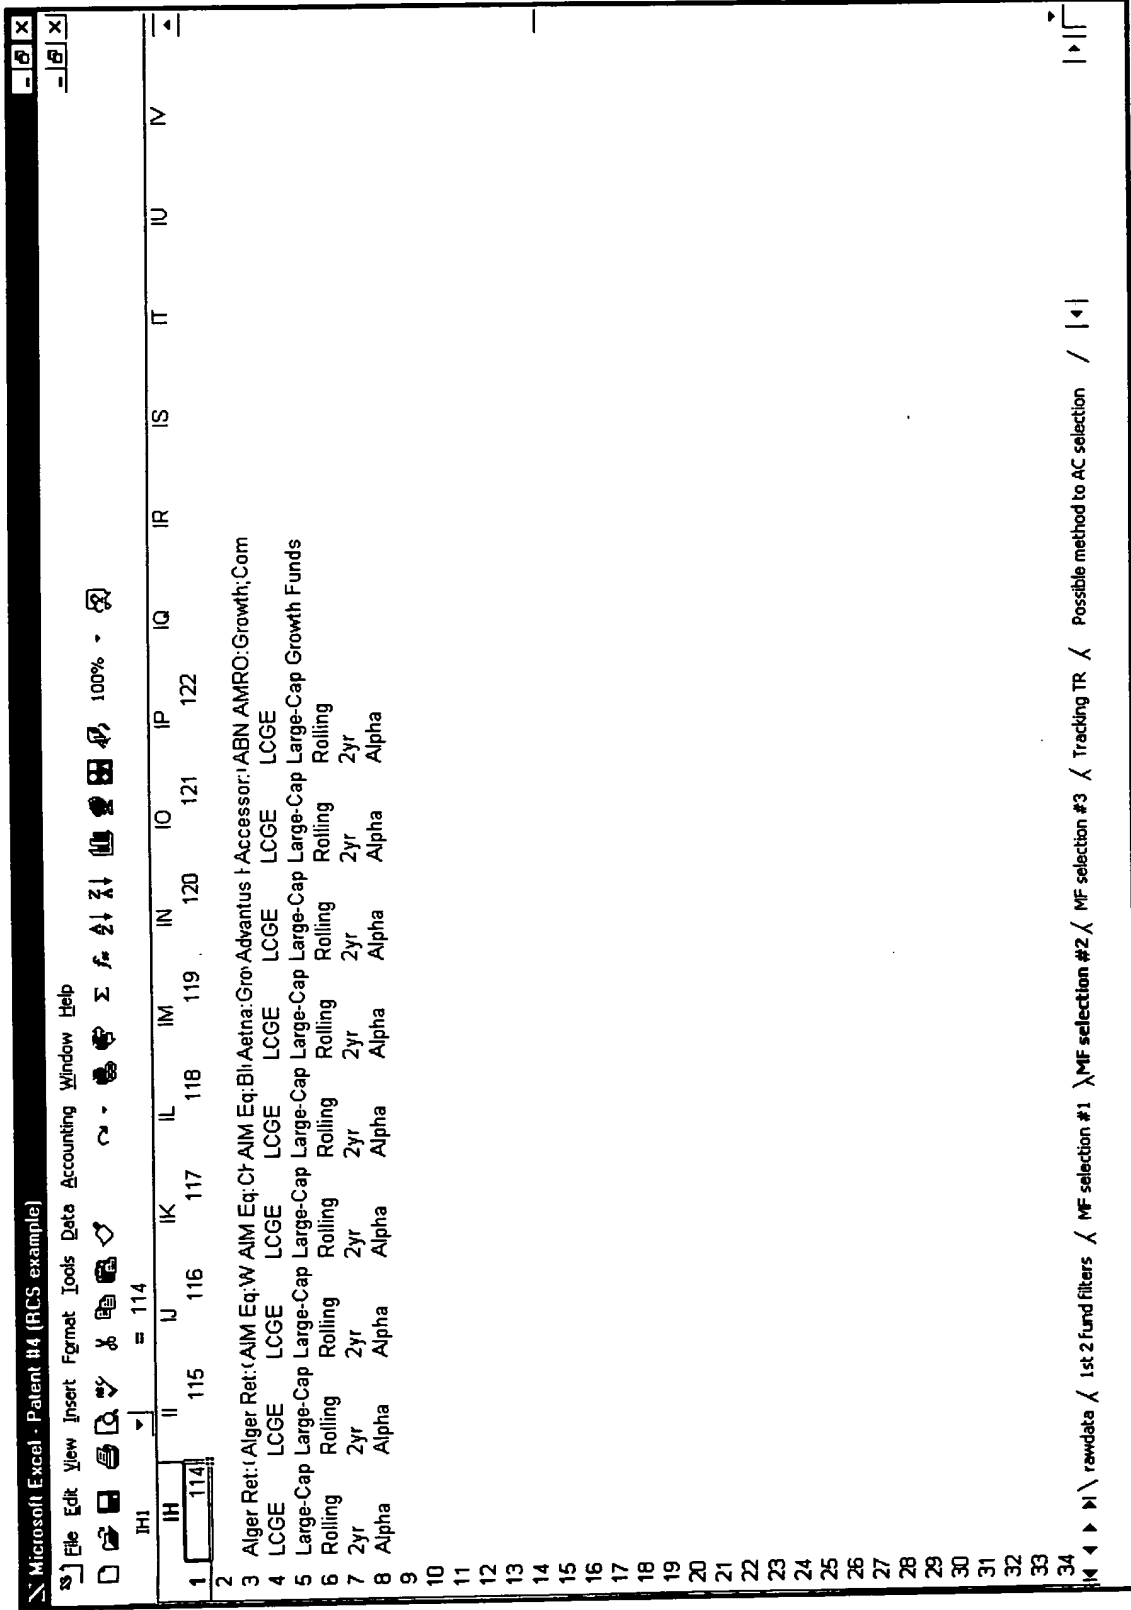 Microsoft Excel - Patent #4 (RCS example)
File Edit View Insert Format Tools Data Accounting Window Help
100%
IH1 = 114
IH II IJ IK IL IM IN IO IP IQ IR IS IT IU IV
1 114 115 116 117 118 119 120 121 122
2
3 Alger Ret:( Alger Ret:( AIM Eq:W AIM Eq:Ch AIM Eq:Bl Aetna:Gro Advantus H Accessor: ABN AMRO:Growth;Com
4 LCGE LCGE LCGE LCGE LCGE LCGE LCGE LCGE LCGE
5 Large-Cap Large-Cap Large-Cap Large-Cap Large-Cap Large-Cap Large-Cap Large-Cap Large-Cap Growth Funds
6 Rolling Rolling Rolling Rolling Rolling Rolling Rolling Rolling Rolling
7 2yr 2yr 2yr 2yr 2yr 2yr 2yr 2yr 2yr
8 Alpha Alpha Alpha Alpha Alpha Alpha Alpha Alpha Alpha
9
10
11
12
13
14
15
16
17
18
19
20
21
22
23
24
25
26
27
28
29
30
31
32
33
34
rawdata / 1st 2 fund filters / MF selection #1 \ MF selection #2 / MF selection #3 / Tracking TR / Possible method to AC selection /